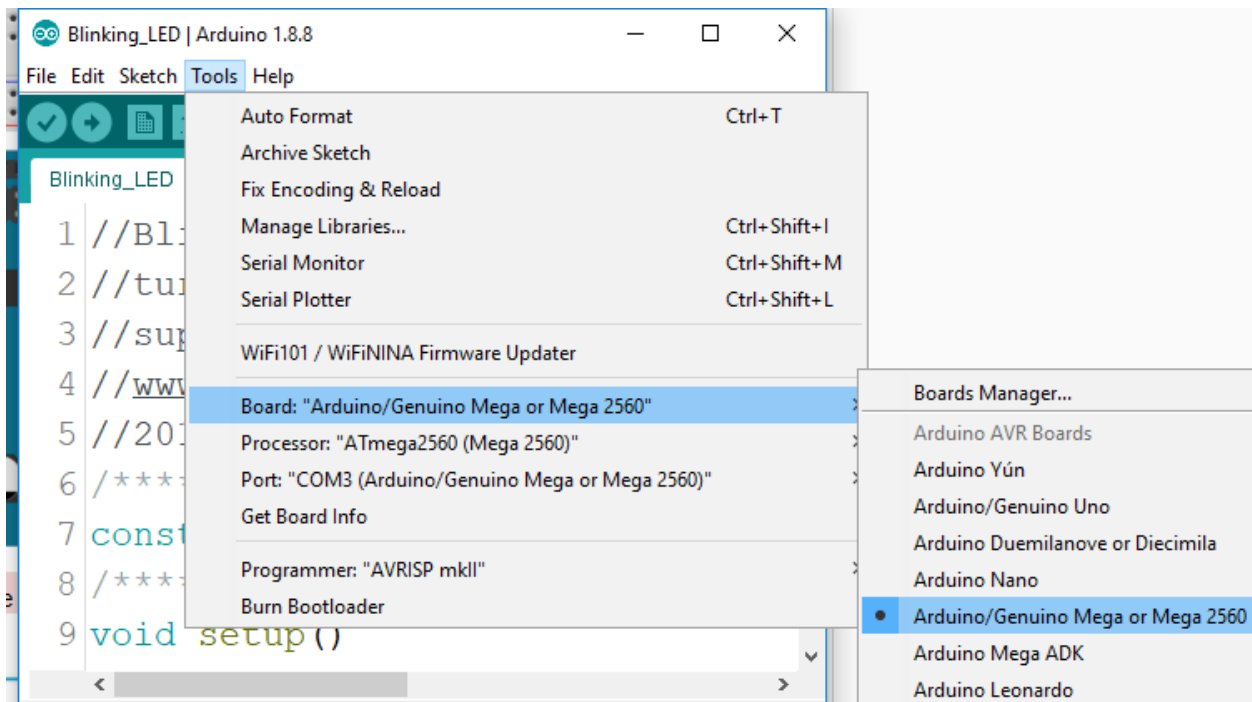 Blinking_LED | Arduino 1.8.8
File Edit Sketch Tools Help
Auto Format Ctrl+T
Archive Sketch
Fix Encoding & Reload
Manage Libraries... Ctrl+Shift+I
Serial Monitor Ctrl+Shift+M
Serial Plotter Ctrl+Shift+L
WiFi101 / WiFiNINA Firmware Updater
Board: "Arduino/Genuino Mega or Mega 2560"
Processor: "ATmega2560 (Mega 2560)"
Port: "COM3 (Arduino/Genuino Mega or Mega 2560)"
Get Board Info
Programmer: "AVRISP mkII"
Burn Bootloader
Boards Manager...
Arduino AVR Boards
Arduino Yún
Arduino/Genuino Uno
Arduino Duemilanove or Diecimila
Arduino Nano
Arduino/Genuino Mega or Mega 2560
Arduino Mega ADK
Arduino Leonardo
Blinking_LED
1 //Bli
2 //tur
3 //sup
4 //www
5 //201
6 /****
7 const
8 /****
9 void setup()